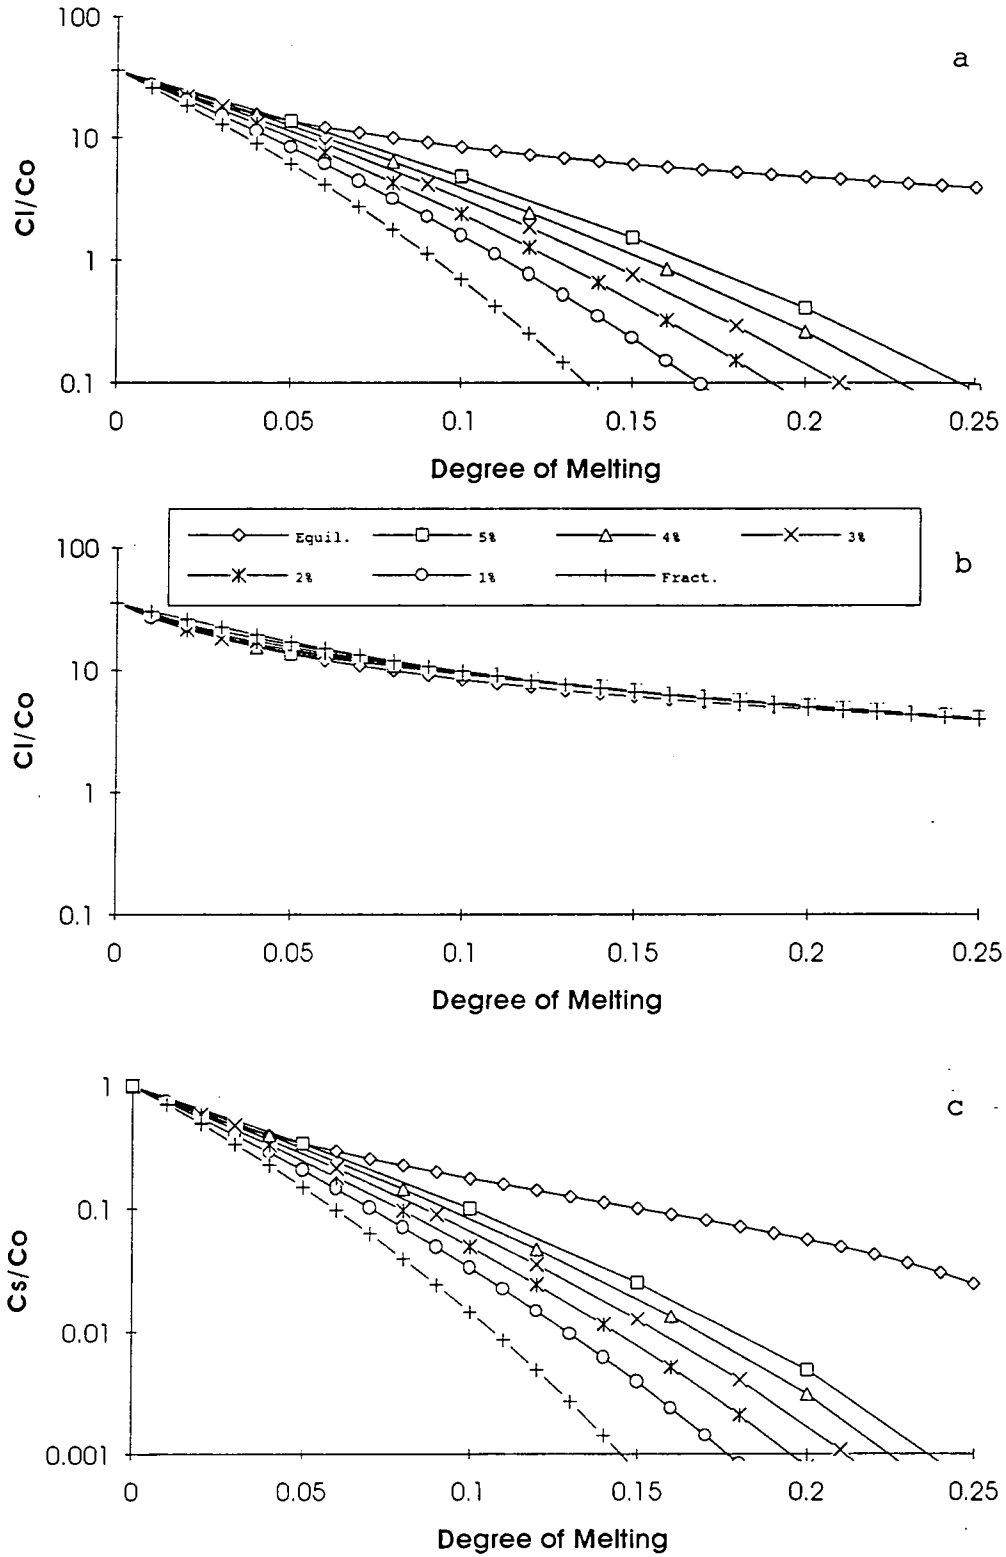 a
100
10
1
0.1
Cl/Co
0 0.05 0.1 0.15 0.2 0.25
Degree of Melting
Equil. 5% 4% 3%
2% 1% Fract.
b
100
10
1
0.1
Cl/Co
0 0.05 0.1 0.15 0.2 0.25
Degree of Melting
c
1
0.1
0.01
0.001
Cs/Co
0 0.05 0.1 0.15 0.2 0.25
Degree of Melting